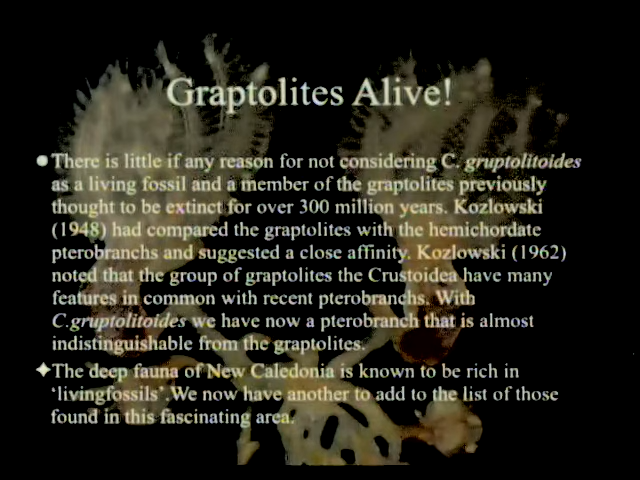 Graptolites Alive!
There is little if any reason for not considering C. gruptolitoides
as a living fossil and a member of the graptolites previously
thought to be extinct for over 300 million years. Kozlowski
(1948) had compared the graptolites with the hemichordate
pterobranchs and suggested a close affinity. Kozlowski (1962)
noted that the group of graptolites the Crustoidea have many
features in common with recent pterobranchs. With
C.gruptolitoides we have now a pterobranch that is almost
indistinguishable from the graptolites.
The deep fauna of New Caledonia is known to be rich in
‘livingfossils’.We now have another to add to the list of those
found in this fascinating area.